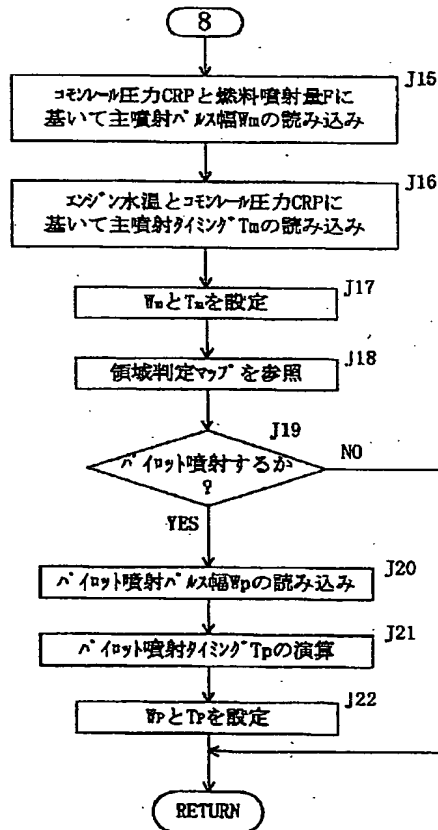 8
J15
コモンレール圧力CRPと燃料噴射量Fに
基いて主噴射パルス幅Wmの読み込み
J16
エンジン水温とコモンレール圧力CRPに
基いて主噴射タイミングTmの読み込み
J17
WmとTmを設定
J18
領域判定マップを参照
J19
パイロット噴射するか
?
NO
YES
J20
パイロット噴射パルス幅Wpの読み込み
J21
パイロット噴射タイミングTpの演算
J22
WPとTPを設定
RETURN